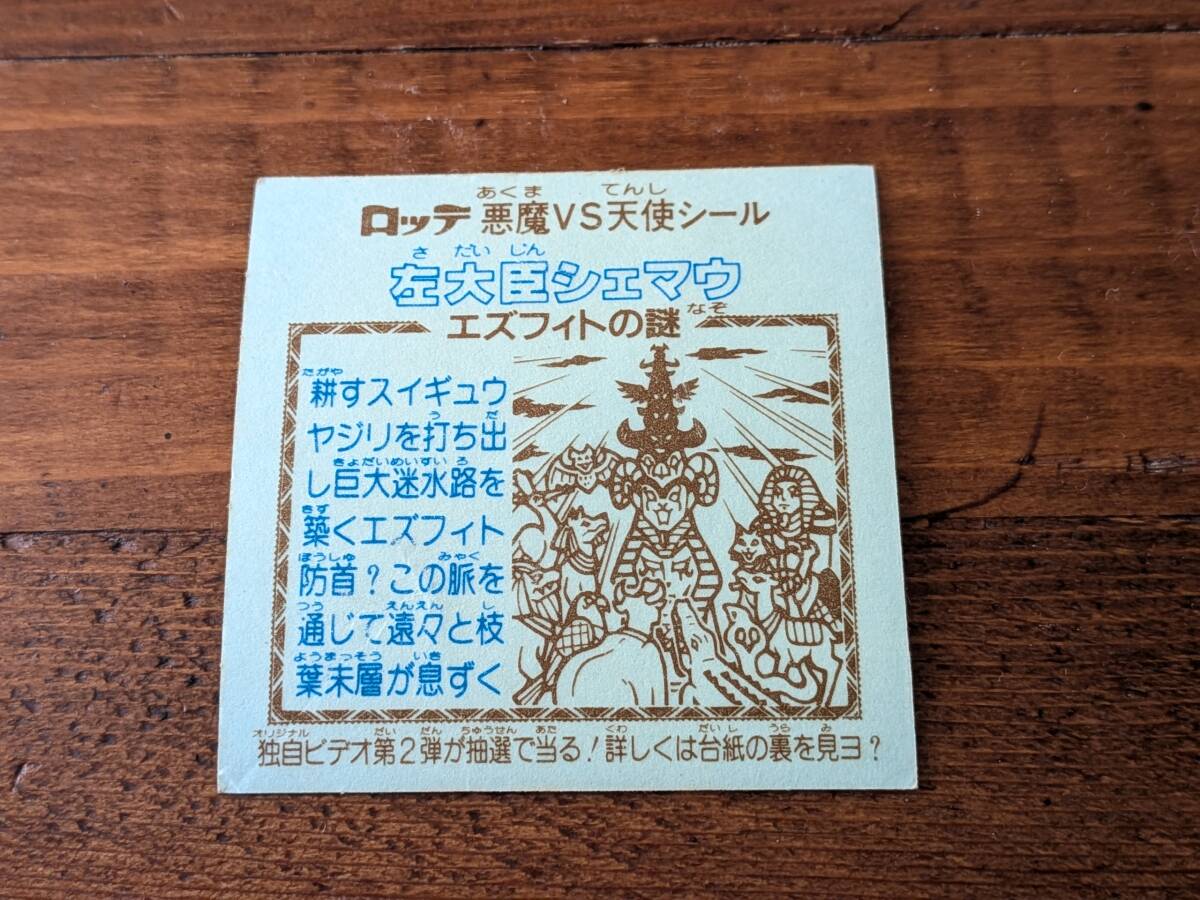 ロッテ 悪魔VS天使シール
左大臣シェマウ
エズフィトの謎
耕すスイギュウ
ヤジリを打ち出
し巨大迷水路を
築くエズフィト
防首?この脈を
通じて遠々と枝
葉末層が息ずく
独自ビデオ第2弾が抽選で当る!詳しくは台紙の裏を見ヨ?